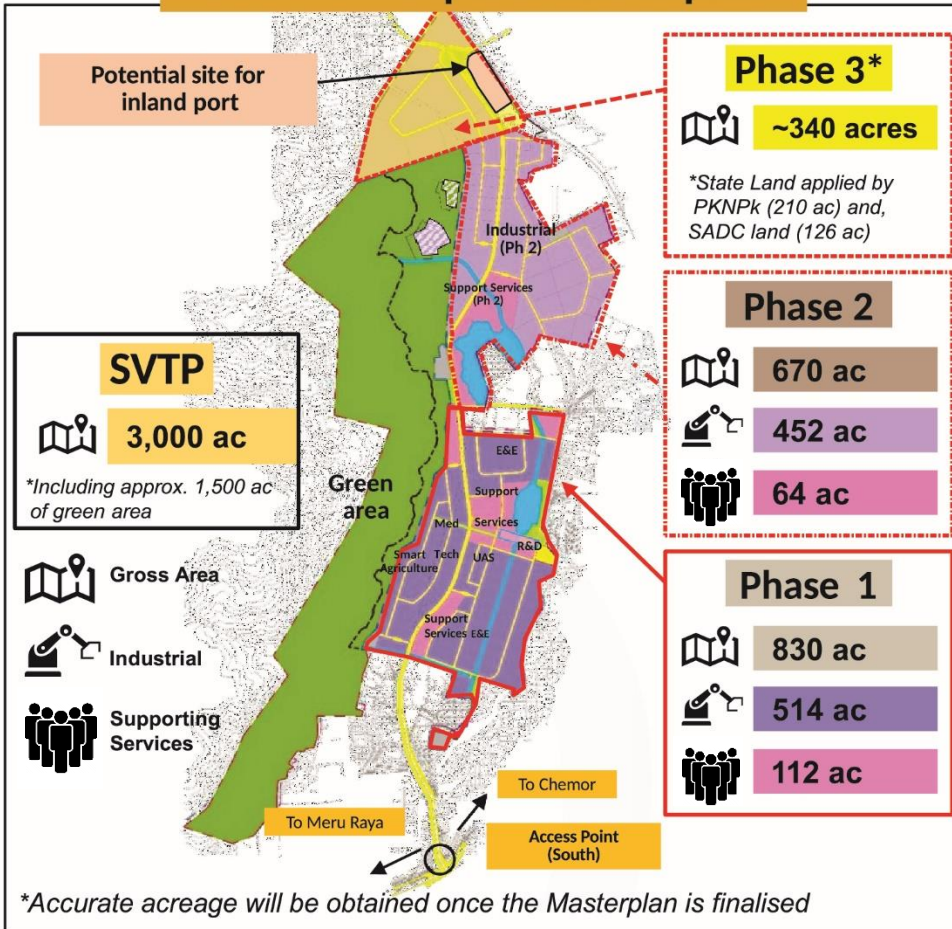 Potential site for
inland port
Phase 3*
~340 acres
*State Land applied by
PKNPk (210 ac) and,
SADC land (126 ac)
Industrial
(Ph 2)
Support Services
(Ph 2)
Phase 2
670 ac
452 ac
64 ac
SVTP
3,000 ac
*Including approx. 1,500 ac
of green area
Green
area
E&E
Support
Services
Med
R&D
Smart Tech UAS
Agriculture
Support
Services E&E
Gross Area
Industrial
Supporting
Services
Phase 1
830 ac
514 ac
112 ac
To Chemor
To Meru Raya
Access Point
(South)
*Accurate acreage will be obtained once the Masterplan is finalised